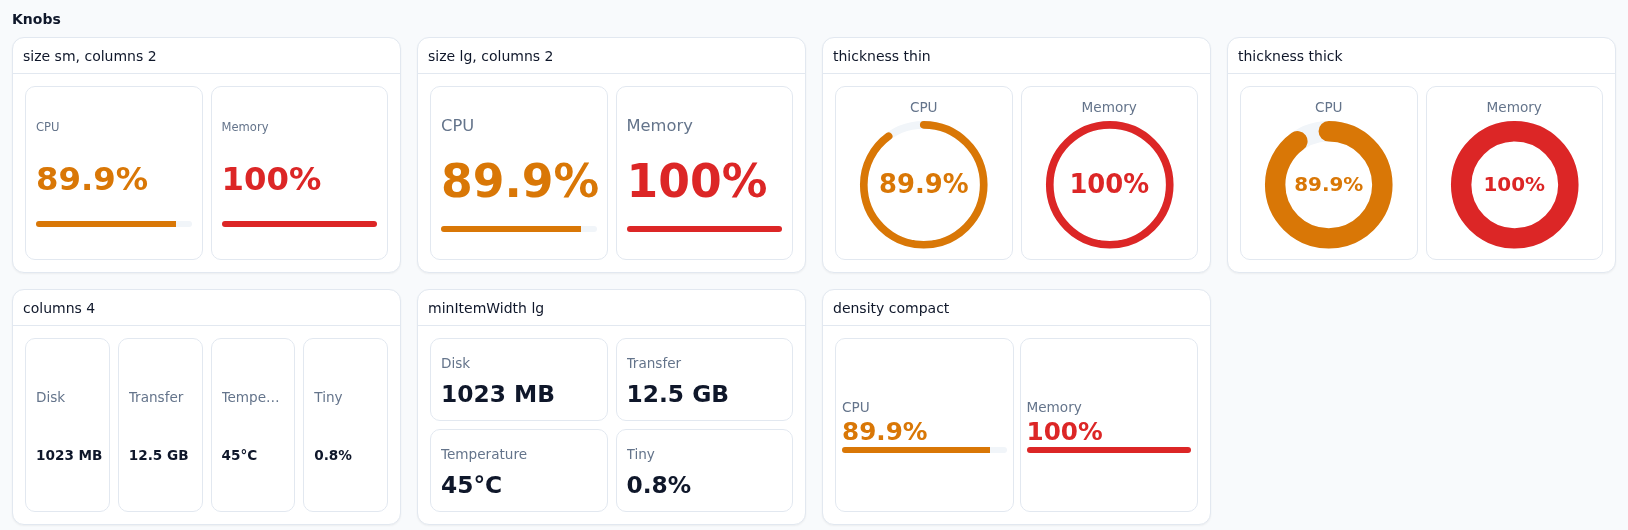 Knobs
size sm, columns 2
CPU
Memory
89.9%
100%
size lg, columns 2
CPU
Memory
89.9%
100%
thickness thin
CPU
Memory
89.9%
100%
thickness thick
CPU
Memory
89.9%
100%
columns 4
Disk
Transfer
Tempe...
Tiny
1023 MB
12.5 GB
45°C
0.8%
minItemWidth lg
Disk
Transfer
1023 MB
12.5 GB
Temperature
Tiny
45°C
0.8%
density compact
CPU
Memory
89.9%
100%